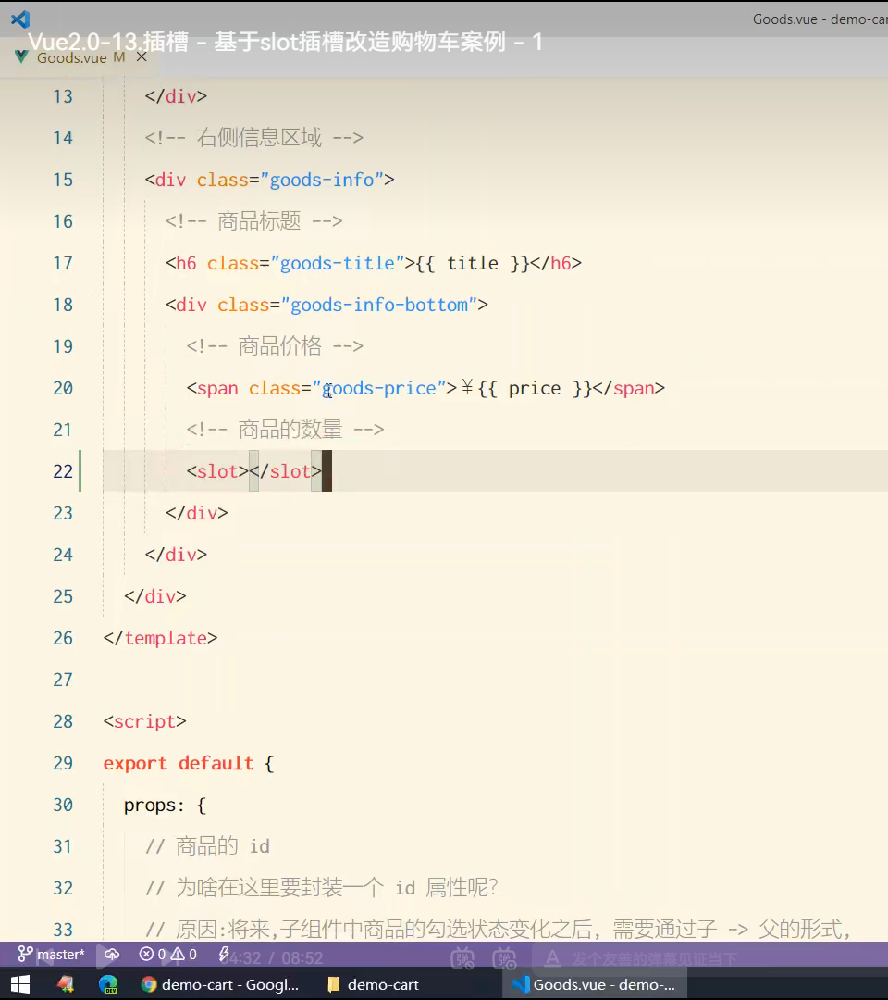 Goods.vue - demo-car
Vue2.0-13.插槽 - 基于slot插槽改造购物车案例 - 1
Goods.vue M ×
13 </div>
14 <!-- 右侧信息区域 -->
15 <div class="goods-info">
16 <!-- 商品标题 -->
17 <h6 class="goods-title">{{ title }}</h6>
18 <div class="goods-info-bottom">
19 <!-- 商品价格 -->
20 <span class="goods-price">¥{{ price }}</span>
21 <!-- 商品的数量 -->
22 <slot></slot>
23 </div>
24 </div>
25 </div>
26 </template>
27
28 <script>
29 export default {
30 props: {
31 // 商品的 id
32 // 为啥在这里要封装一个 id 属性呢?
33 // 原因:将来,子组件中商品的勾选状态变化之后, 需要通过子 -> 父的形式,
master* 0 0 04:32 / 08:52 弹 弹 A 发个友善的弹幕见证当下
DEV demo-cart - Googl... demo-cart Goods.vue - demo-...